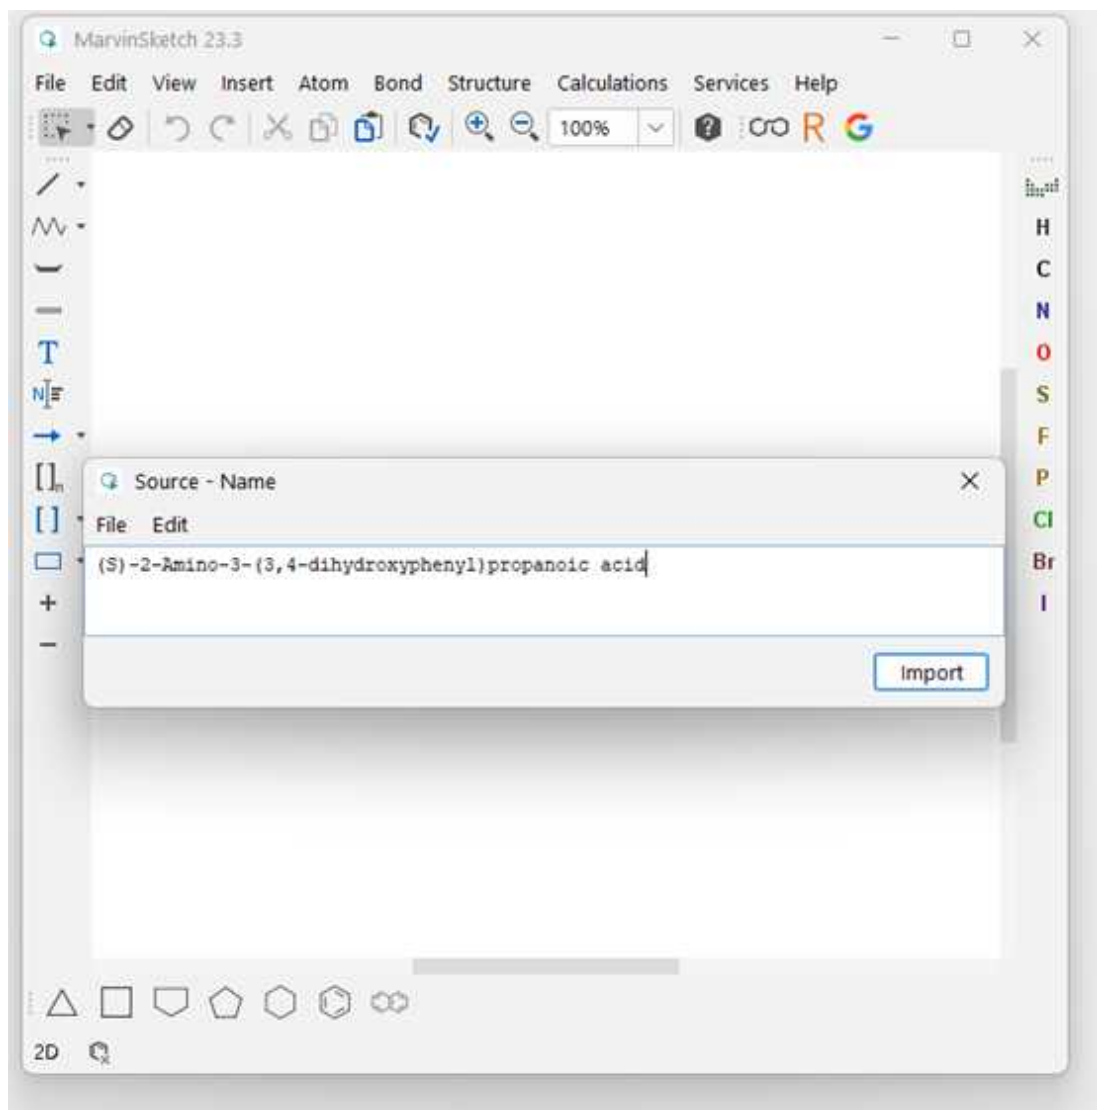 MarvinSketch 23.3
File Edit View Insert Atom Bond Structure Calculations Services Help
100% ? R G
H
C
N
T
O
N
S
F
[ ]n
P
Source - Name
[ ]
Cl
File Edit
(S)-2-Amino-3-(3,4-dihydroxyphenyl)propanoic acid
Br
+
I
-
Import
2D